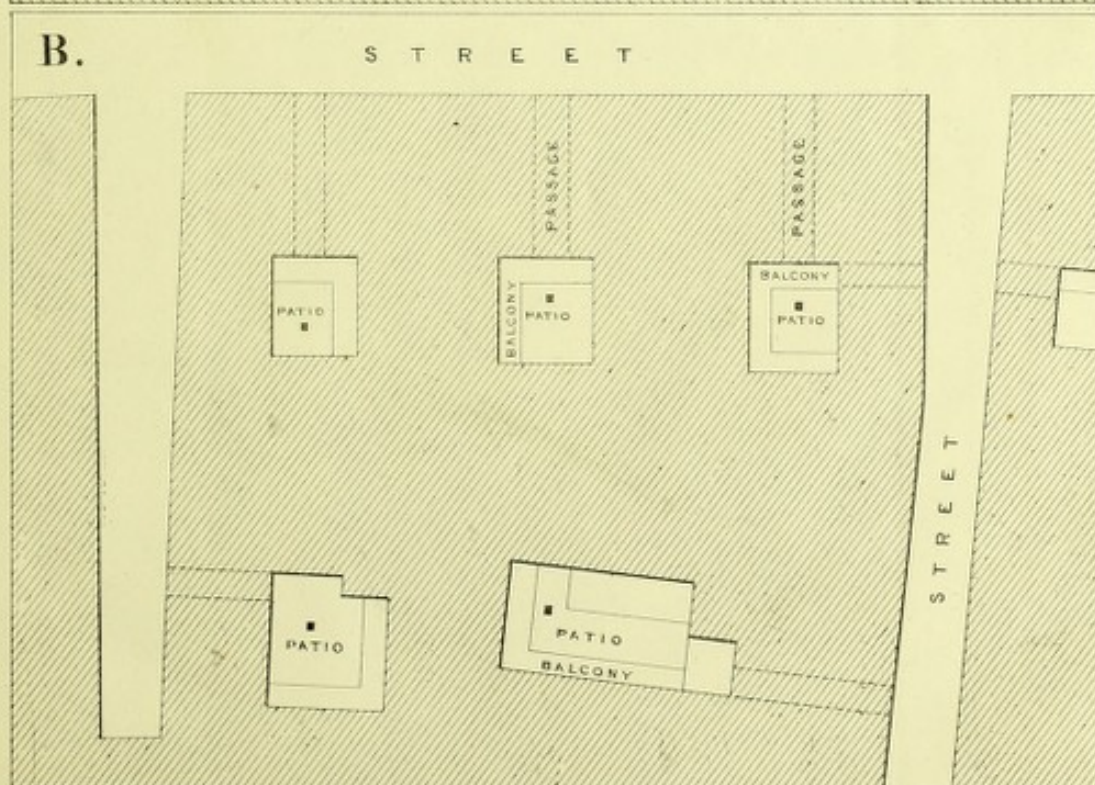 B.
STREET
PASSAGE
PASSAGE
PATIO
BALCONY
PATIO
BALCONY
PATIO
STREET
PATIO
PATIO
BALCONY